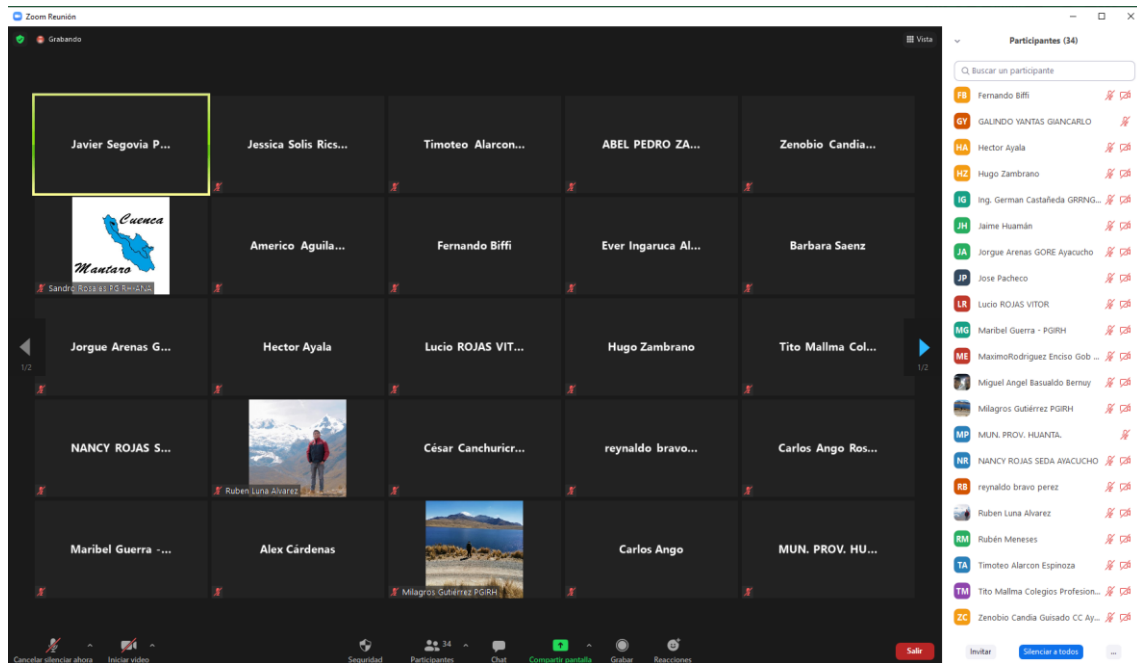 Zoom Reunión
Grabando
Vista
Javier Segovia P...
Jessica Solis Rics...
Timoteo Alarcon...
ABEL PEDRO ZA...
Zenobio Candia...
Cuenca
Mantaro
Sandro Rosales PGIRH-ANA
Americo Aguila...
Fernando Biffi
Ever Ingaruca Al...
Barbara Saenz
Jorgue Arenas G...
Hector Ayala
Lucio ROJAS VIT...
Hugo Zambrano
Tito Mallma Col...
1/2
1/2
NANCY ROJAS S...
Ruben Luna Alvarez
César Canchuricr...
reynaldo bravo...
Carlos Ango Ros...
Maribel Guerra -...
Alex Cárdenas
Milagros Gutiérrez PGIRH
Carlos Ango
MUN. PROV. HU...
Cancelar silenciar ahora
Iniciar video
Seguridad
34
Participantes
Chat
Compartir pantalla
Grabar
Reacciones
Salir
Participantes (34)
Buscar un participante
FB Fernando Biffi
GY GALINDO YANTAS GIANCARLO
HA Hector Ayala
HZ Hugo Zambrano
IG Ing. German Castañeda GRRNG...
JH Jaime Huamán
JA Jorgue Arenas GORE Ayacucho
JP Jose Pacheco
LR Lucio ROJAS VITOR
MG Maribel Guerra - PGIRH
ME MaximoRodriguez Enciso Gob ...
Miguel Angel Basualdo Bernuy
Milagros Gutiérrez PGIRH
MP MUN. PROV. HUANTA.
NR NANCY ROJAS SEDA AYACUCHO
RB reynaldo bravo perez
Ruben Luna Alvarez
RM Rubén Meneses
TA Timoteo Alarcon Espinoza
TM Tito Mallma Colegios Profesion...
ZC Zenobio Candia Guisado CC Ay...
Invitar
Silenciar a todos
...